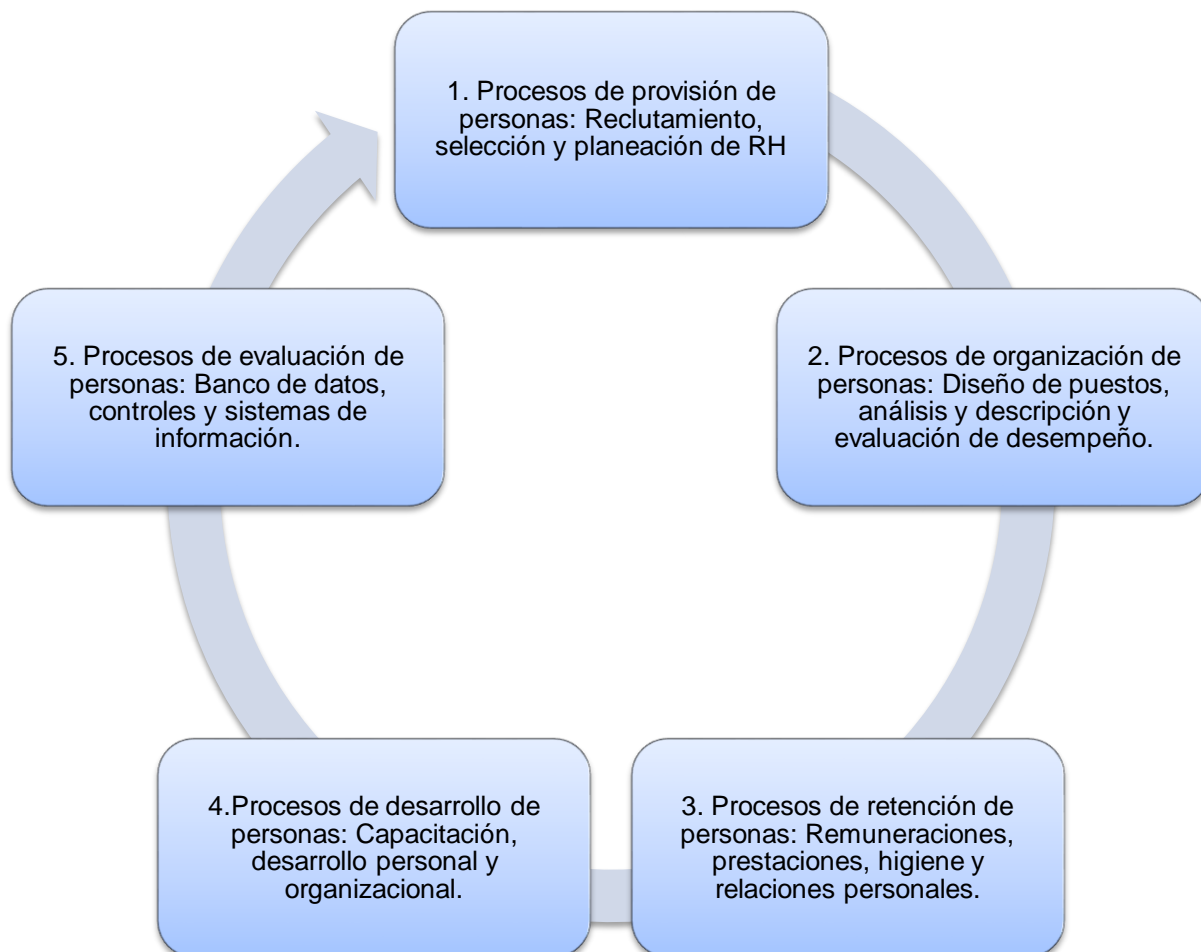 1. Procesos de provisión de
personas: Reclutamiento,
selección y planeación de RH
2. Procesos de organización de
personas: Diseño de puestos,
análisis y descripción y
evaluación de desempeño.
3. Procesos de retención de
personas: Remuneraciones,
prestaciones, higiene y
relaciones personales.
4.Procesos de desarrollo de
personas: Capacitación,
desarrollo personal y
organizacional.
5. Procesos de evaluación de
personas: Banco de datos,
controles y sistemas de
información.